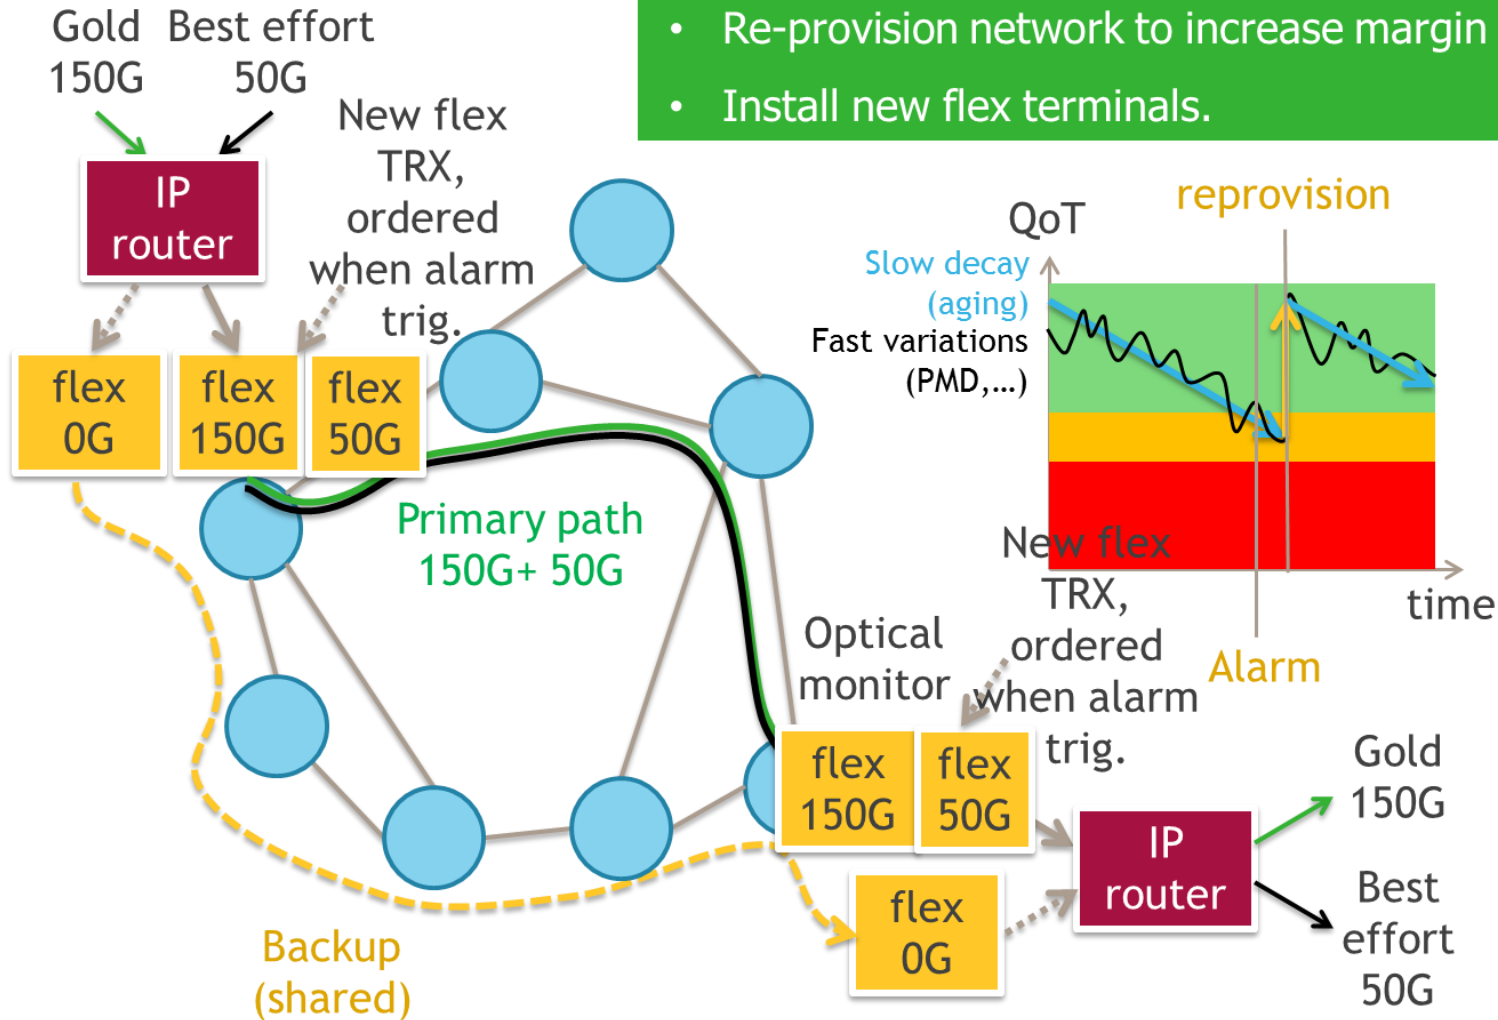 • Re-provision network to increase margin
• Install new flex terminals.
Gold
150G
Best effort
50G
New flex
TRX,
ordered
when alarm
trig.
IP
router
flex
0G
flex
150G
flex
50G
Primary path
150G+ 50G
Backup
(shared)
reprovision
QoT
Slow decay
(aging)
Fast variations
(PMD,...)
time
Alarm
New flex
TRX,
ordered
when alarm
trig.
Optical
monitor
flex
150G
flex
50G
flex
0G
IP
router
Gold
150G
Best
effort
50G